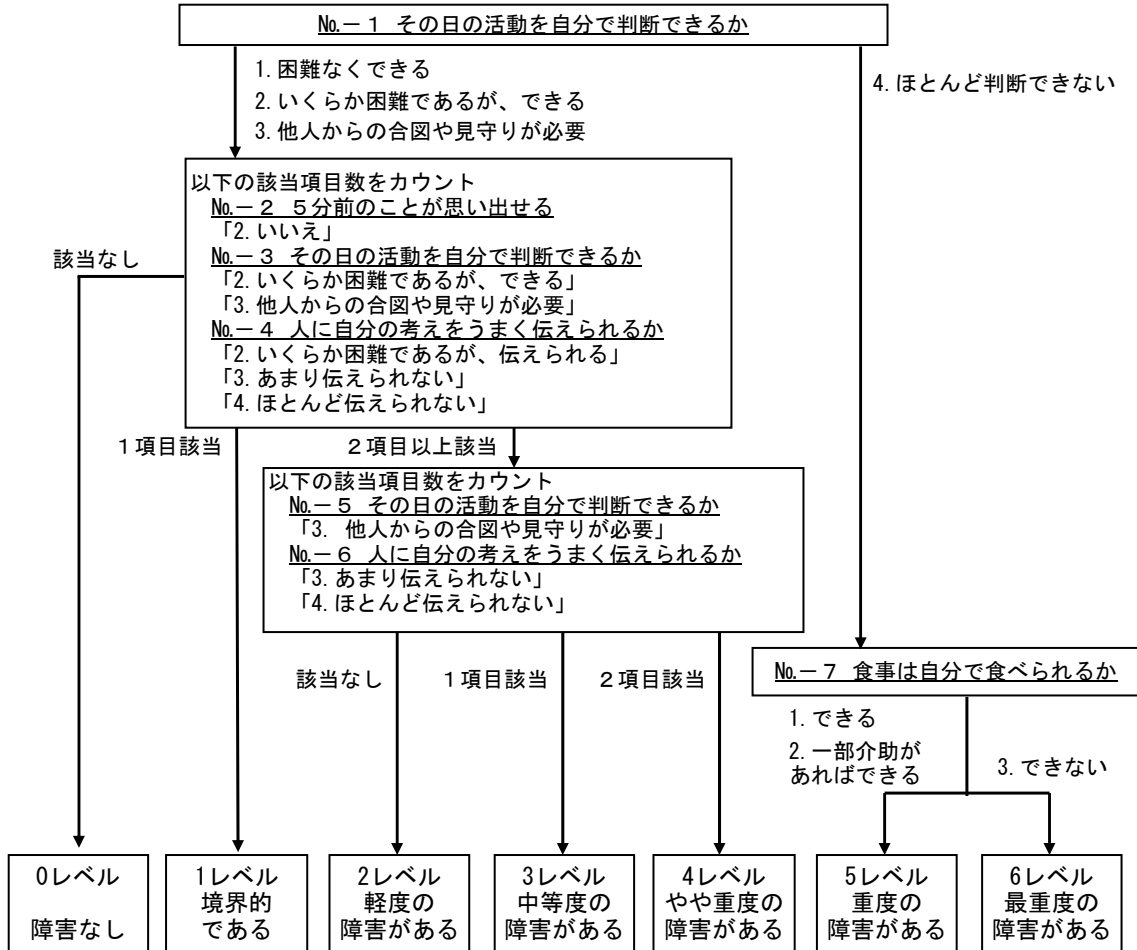 №－１ その日の活動を自分で判断できるか
1.困難なくできる
2.いくらか困難であるが、できる
3.他人からの合図や見守りが必要
4.ほとんど判断できない
以下の該当項目数をカウント
№－２ ５分前のことが思い出せる
「2.いいえ」
№－３ その日の活動を自分で判断できるか
「2.いくらか困難であるが、できる」
「3.他人からの合図や見守りが必要」
№－４ 人に自分の考えをうまく伝えられるか
「2.いくらか困難であるが、伝えられる」
「3.あまり伝えられない」
「4.ほとんど伝えられない」
該当なし
１項目該当
２項目以上該当
以下の該当項目数をカウント
№－５ その日の活動を自分で判断できるか
「3. 他人からの合図や見守りが必要」
№－６ 人に自分の考えをうまく伝えられるか
「3.あまり伝えられない」
「4.ほとんど伝えられない」
該当なし
１項目該当
２項目該当
№－７ 食事は自分で食べられるか
1.できる
2.一部介助が
あればできる
3.できない
0レベル
障害なし
1レベル
境界的
である
2レベル
軽度の
障害がある
3レベル
中等度の
障害がある
4レベル
やや重度の
障害がある
5レベル
重度の
障害がある
6レベル
最重度の
障害がある